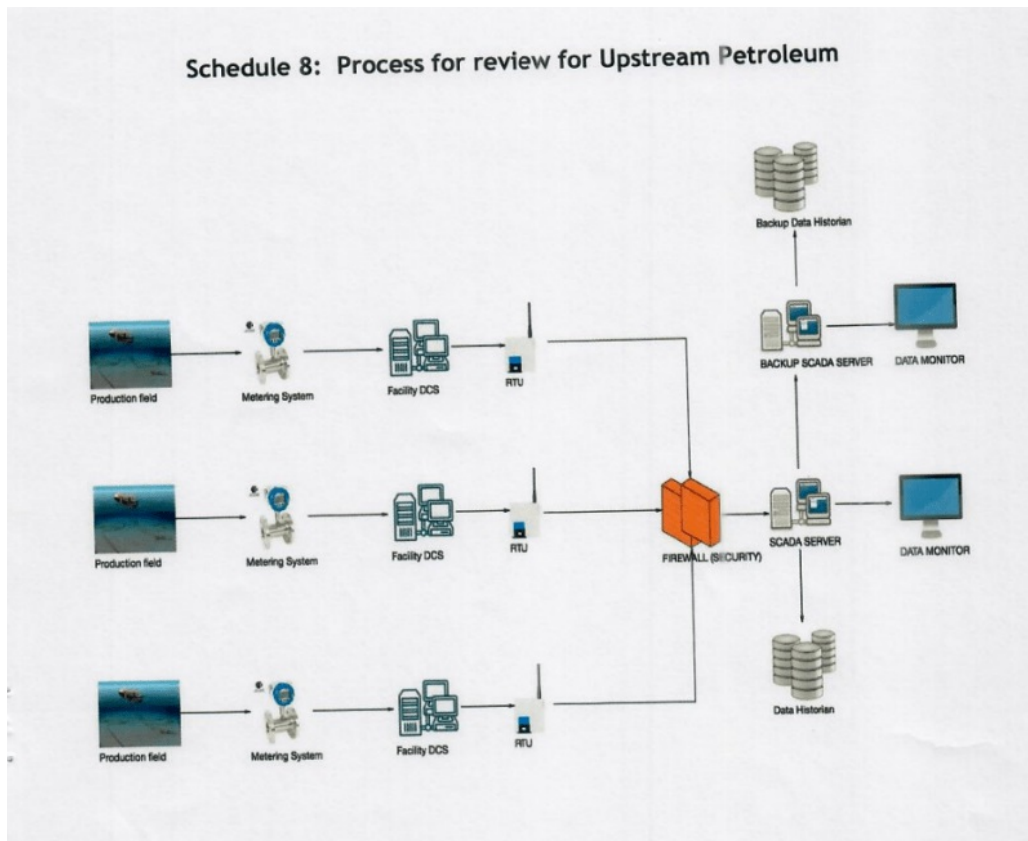 Schedule 8: Process for review for Upstream Petroleum
Backup Data Historian
BACKUP SCADA SERVER
DATA MONITOR
Production field
Metering System
Facility DCS
RTU
Production field
Metering System
Facility DCS
RTU
FIREWALL (SECURITY)
SCADA SERVER
DATA MONITOR
Data Historian
Production field
Metering System
Facility DCS
RTU